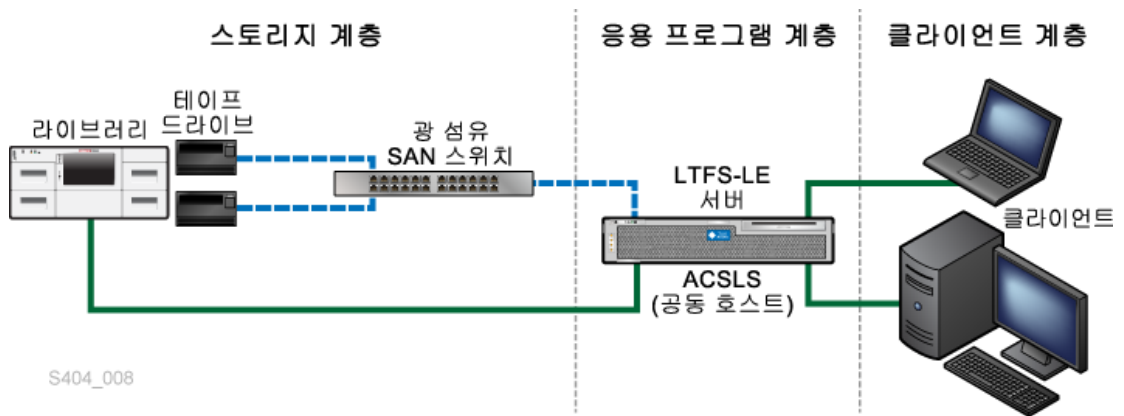 스토리지 계층
응용 프로그램 계층
클라이언트 계층
라이브러리
테이프
드라이브
광 섬유
SAN 스위치
LTFS-LE
서버
ACSLS
(공동 호스트)
클라이언트
S404_008